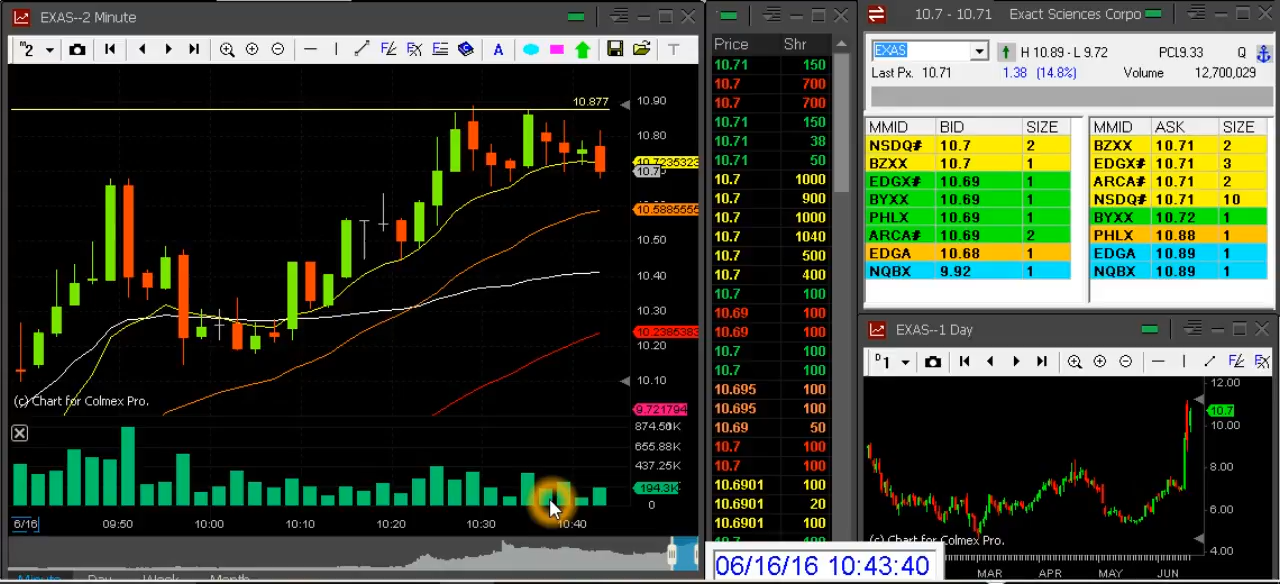 EXAS--2 Minute
2
A
T
10.877
10.90
10.80
10.7235323
10.7
10.5885555
10.50
10.40
10.30
10.2385383
10.20
10.10
9.721794
(c) Chart for Colmex Pro.
874.56K
655.88K
437.25K
194.3K
0
6/16 09:50 10:00 10:10 10:20 10:30 10:40
Minute Day Week Month
Price Shr
10.71 150
10.7 700
10.7 700
10.71 150
10.71 38
10.71 50
10.7 1000
10.7 900
10.7 1000
10.7 1040
10.7 500
10.7 400
10.7 100
10.69 100
10.69 100
10.7 100
10.7 100
10.695 100
10.695 100
10.69 50
10.7 100
10.7 100
10.6901 100
10.6901 20
10.6901 100
10.7 100
06/16/16 10:43:40
10.7 - 10.71 Exact Sciences Corpo
EXAS H 10.89 - L 9.72 PCL9.33 Q
Last Px. 10.71 1.38 (14.8%) Volume 12,700,029
MMID BID SIZE
NSDQ# 10.7 2
BZXX 10.7 1
EDGX# 10.69 1
BYXX 10.69 1
PHLX 10.69 1
ARCA# 10.69 2
EDGA 10.68 1
NQBX 9.92 1
MMID ASK SIZE
BZXX 10.71 2
EDGX# 10.71 3
ARCA# 10.71 2
NSDQ# 10.71 10
BYXX 10.72 1
PHLX 10.88 1
EDGA 10.89 1
NQBX 10.89 1
EXAS--1 Day
D1
12.00
10.7
10.00
8.00
6.00
4.00
(c) Chart for Colmex Pro.
MAR APR MAY JUN